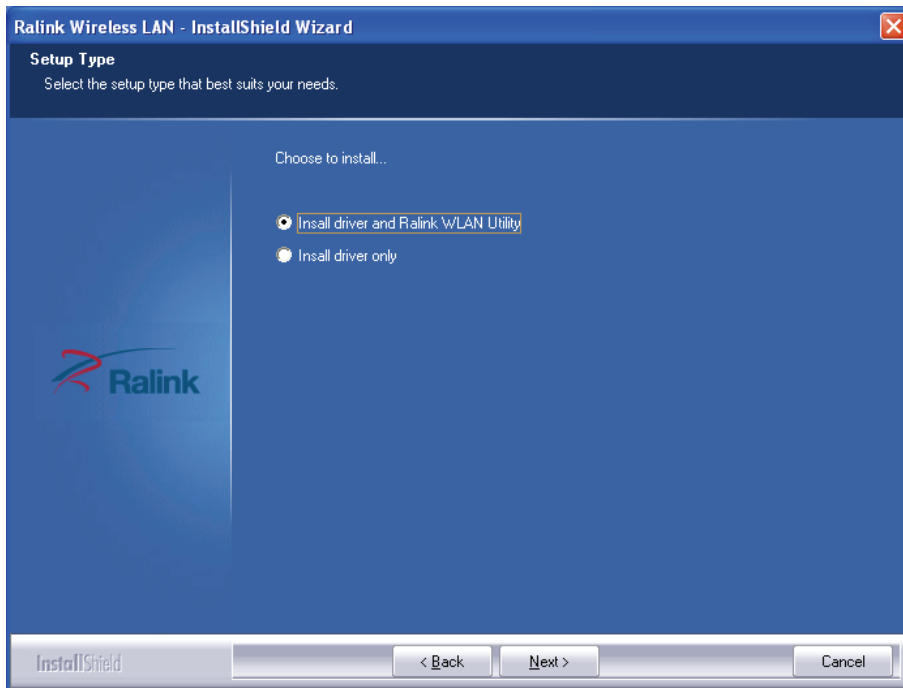 Ralink Wireless LAN - InstallShield Wizard
Setup Type
Select the setup type that best suits your needs.
Choose to install...
Insall driver and Ralink WLAN Utility
Insall driver only
Ralink
InstallShield
< Back
Next >
Cancel